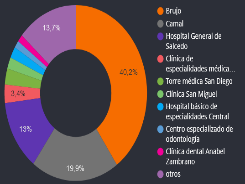 13,7%
40,2%
3,4%
13%
19,9%
Brujo
Camal
Hospital General de
Salcedo
Clínica de
especialidades médica...
Torre médica San Diego
Clínica San Miguel
Hospital básico de
especialidades Central
Centro especializado de
odontología
Clínica dental Anabel
Zambrano
otros